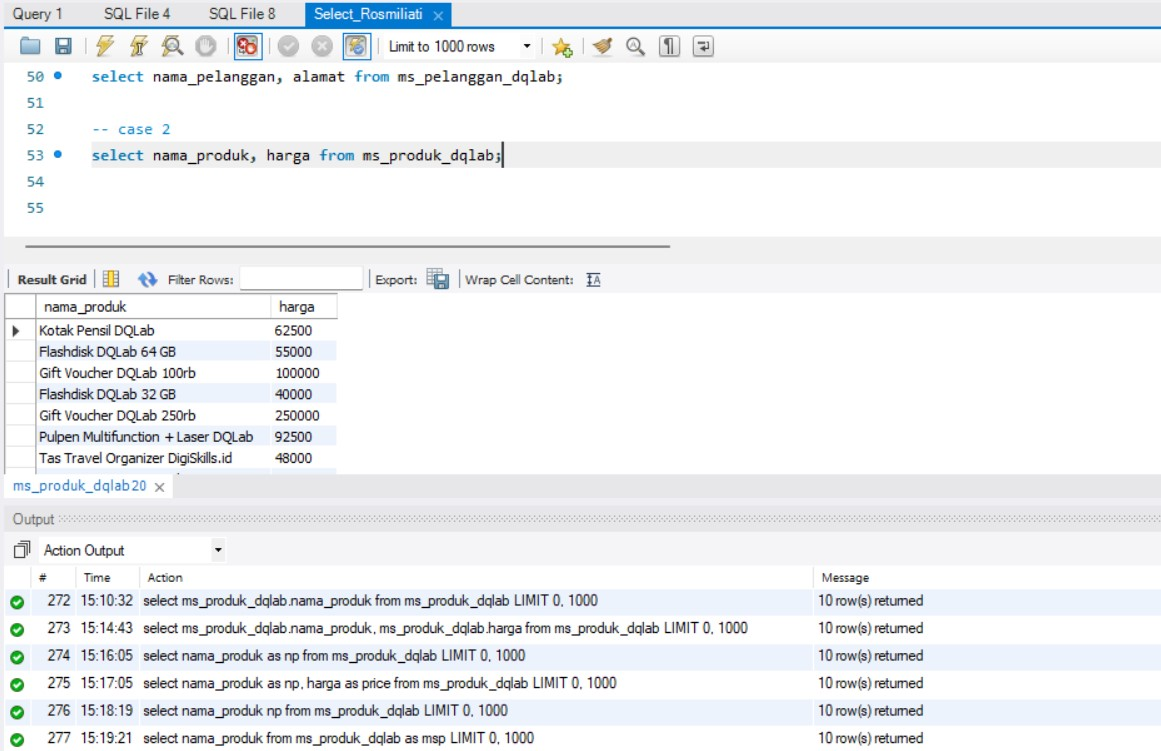 Query 1 SQL File 4 SQL File 8 Select_Rosmiliati
Limit to 1000 rows
50 select nama_pelanggan, alamat from ms_pelanggan_dqlab;
51
52 -- case 2
53 select nama_produk, harga from ms_produk_dqlab;
54
55
Result Grid Filter Rows: Export: Wrap Cell Content:
nama_produk harga
Kotak Pensil DQLab 62500
Flashdisk DQLab 64 GB 55000
Gift Voucher DQLab 100rb 100000
Flashdisk DQLab 32 GB 40000
Gift Voucher DQLab 250rb 250000
Pulpen Multifunction + Laser DQLab 92500
Tas Travel Organizer DigiSkills.id 48000
ms_produk_dqlab20
Output
Action Output
# Time Action Message
272 15:10:32 select ms_produk_dqlab.nama_produk from ms_produk_dqlab LIMIT 0, 1000 10 row(s) returned
273 15:14:43 select ms_produk_dqlab.nama_produk, ms_produk_dqlab.harga from ms_produk_dqlab LIMIT 0, 1000 10 row(s) returned
274 15:16:05 select nama_produk as np from ms_produk_dqlab LIMIT 0, 1000 10 row(s) returned
275 15:17:05 select nama_produk as np, harga as price from ms_produk_dqlab LIMIT 0, 1000 10 row(s) returned
276 15:18:19 select nama_produk np from ms_produk_dqlab LIMIT 0, 1000 10 row(s) returned
277 15:19:21 select nama_produk from ms_produk_dqlab as msp LIMIT 0, 1000 10 row(s) returned